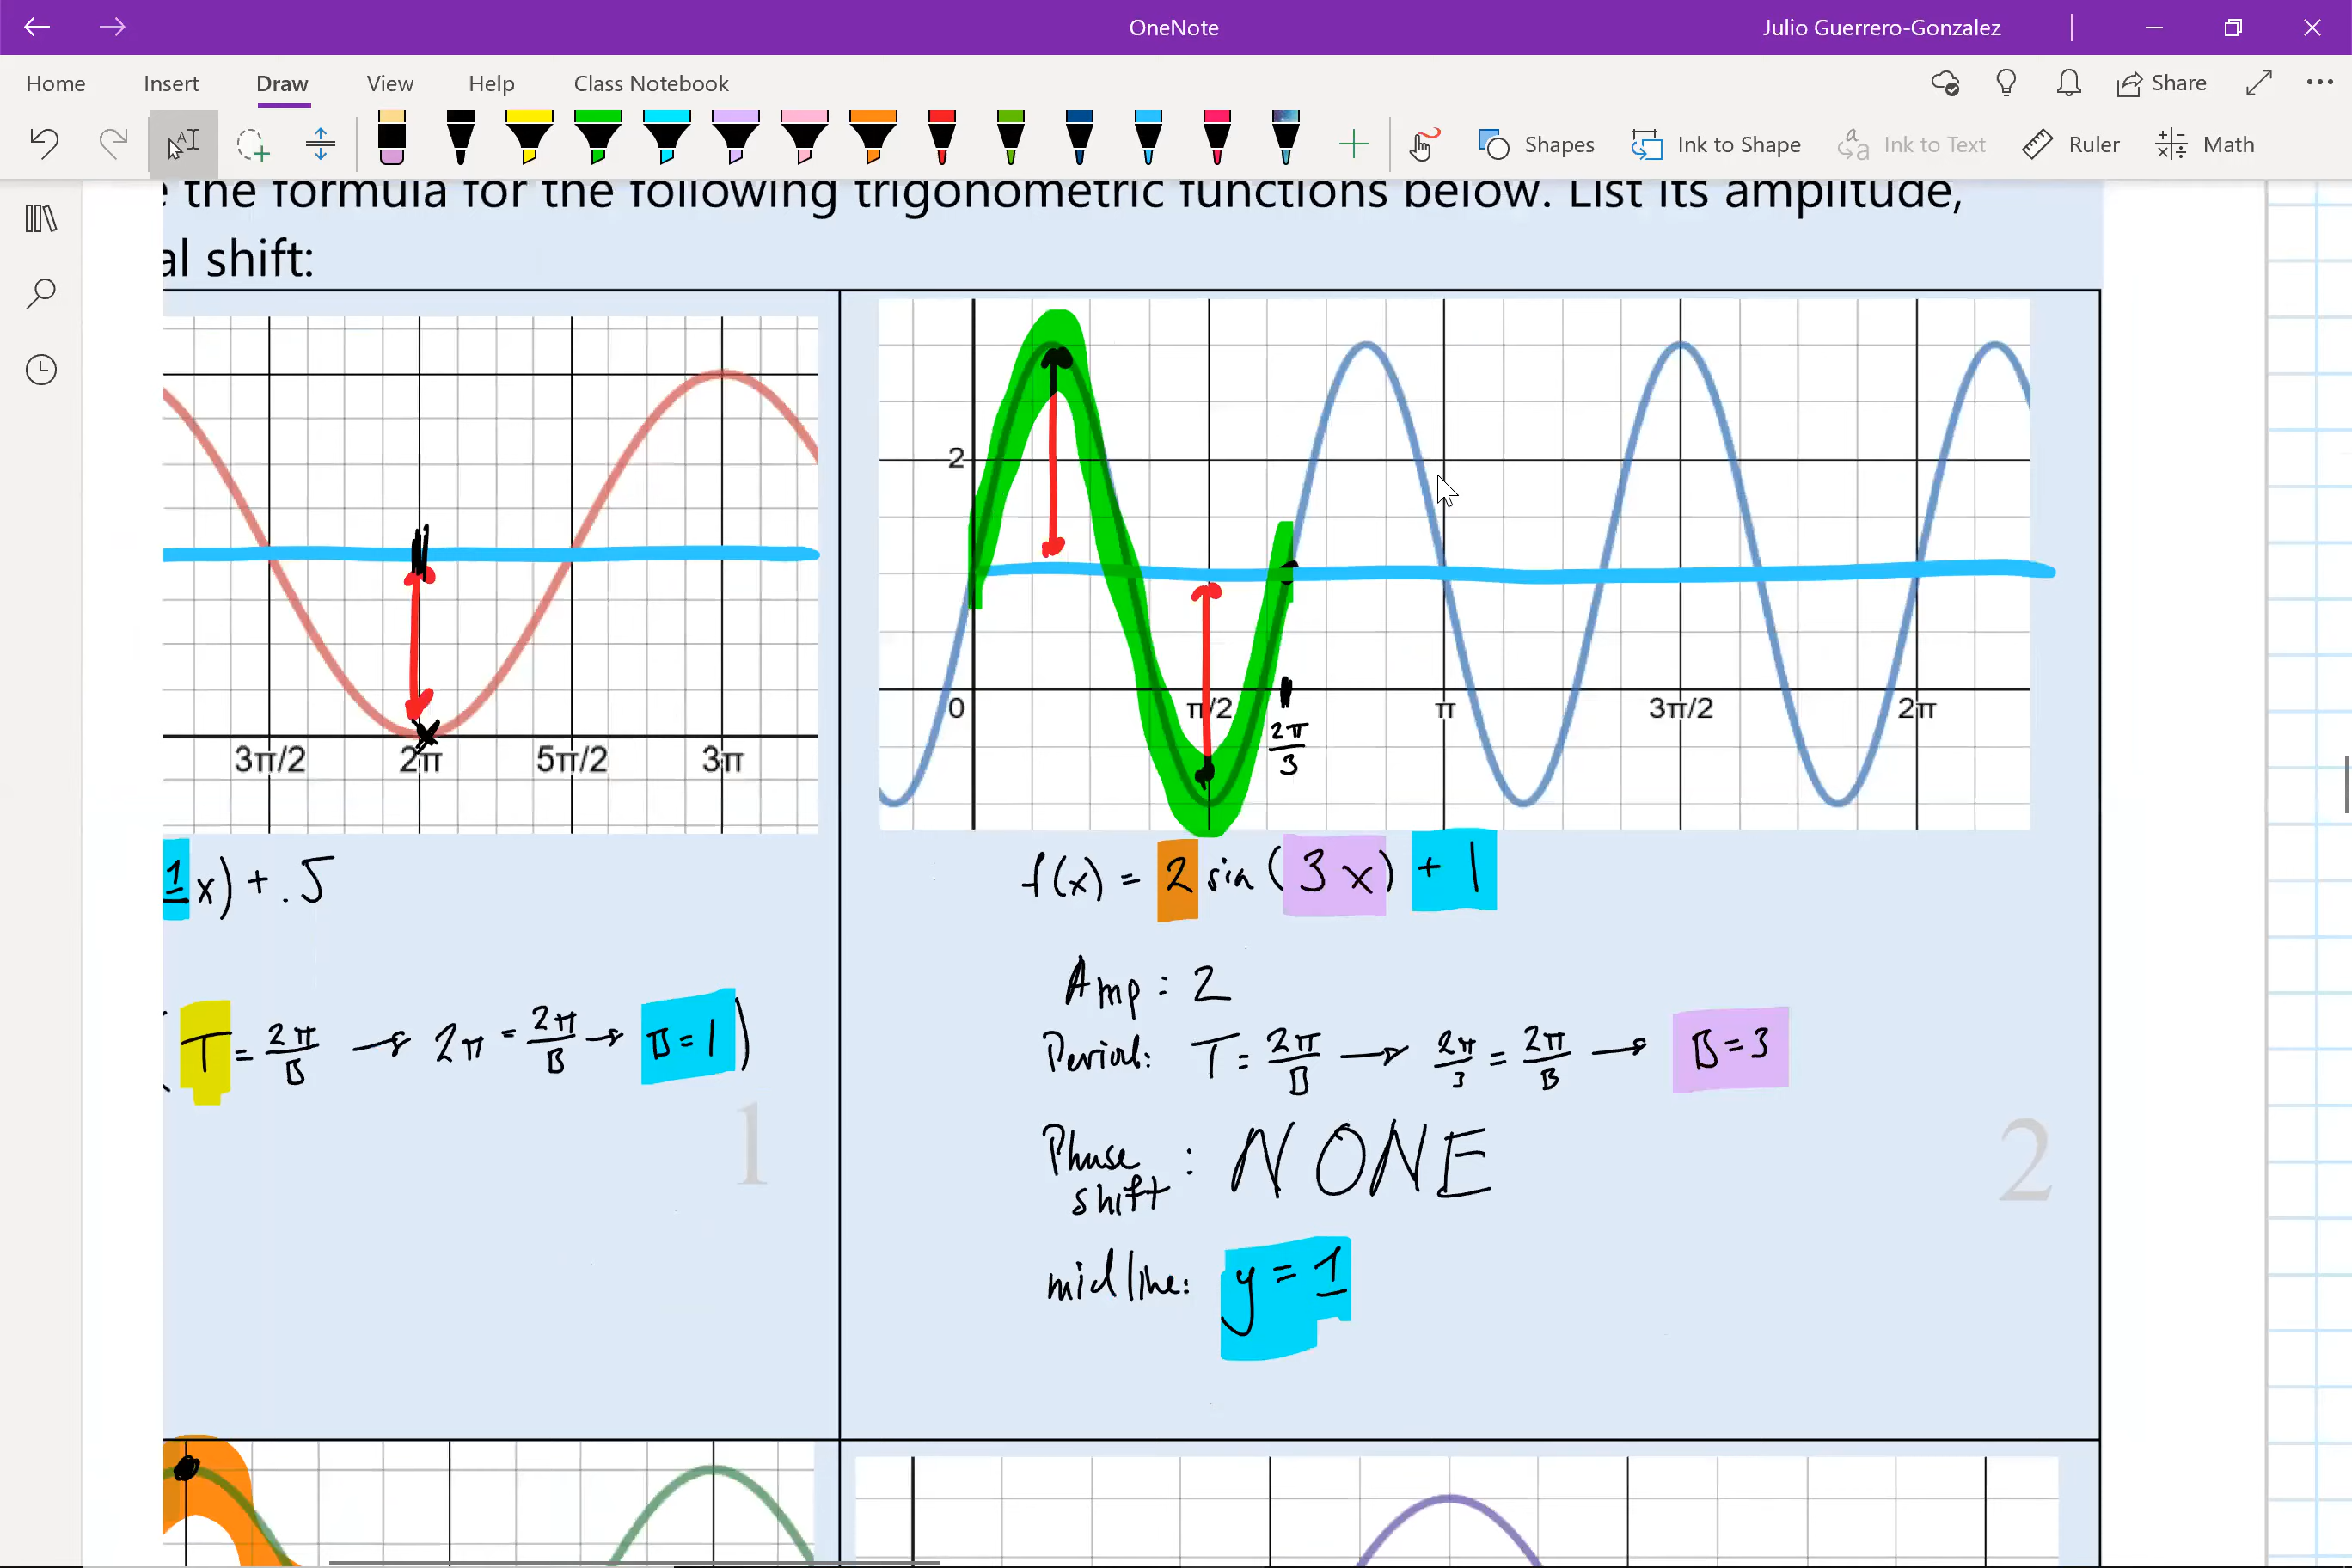 OneNote
Julio Guerrero-Gonzalez
Home Insert Draw View Help Class Notebook
Share
Shapes Ink to Shape Ink to Text Ruler Math
the formula for the following trigonometric functions below. List its amplitude,
al shift:
3π/2 2π 5π/2 3π
2
0 π/2 π 3π/2 2π
2π/3
1x) + .5
T = 2π/B → 2π = 2π/B → B = 1)
1
f(x) = 2 sin (3x) + 1
Amp: 2
Period: T = 2π/B → 2π/3 = 2π/B → B = 3
Phase shift: NONE
midline: y = 1
2